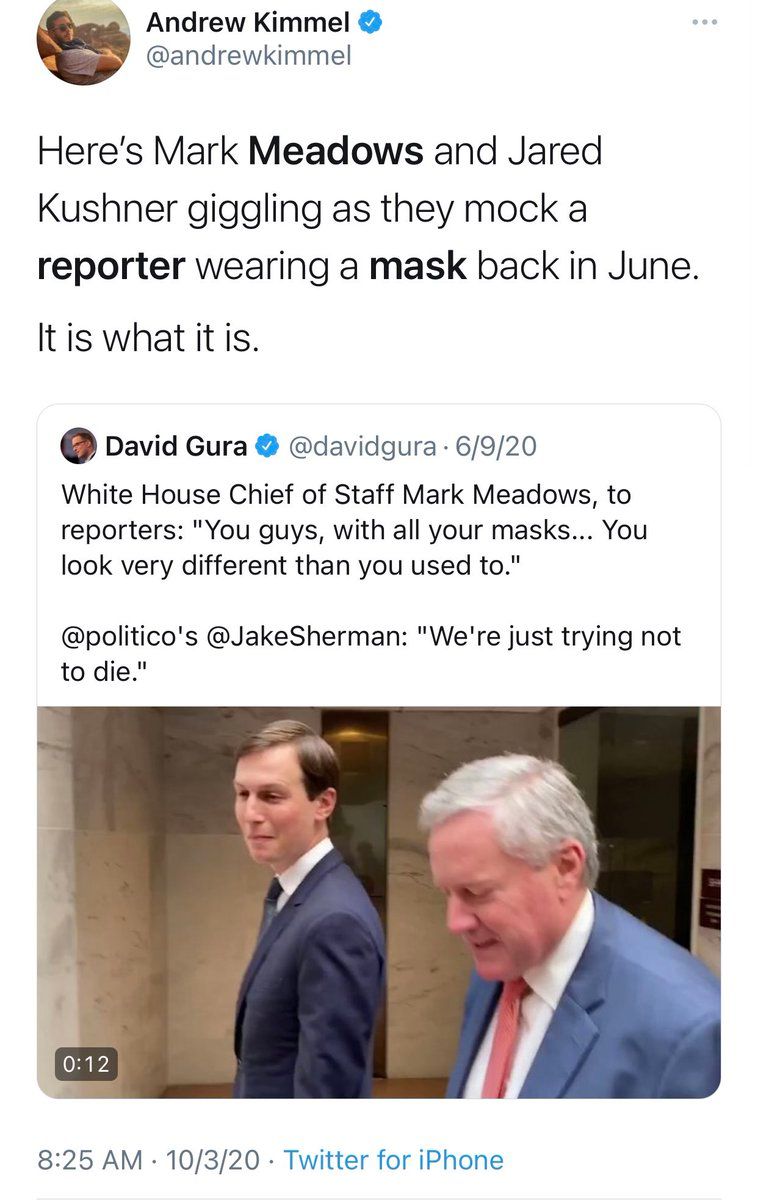 Andrew Kimmel
@andrewkimmel
Here's Mark Meadows and Jared
Kushner giggling as they mock a
reporter wearing a mask back in June.
It is what it is.
David Gura @davidgura · 6/9/20
White House Chief of Staff Mark Meadows, to
reporters: "You guys, with all your masks... You
look very different than you used to."
@politico's @JakeSherman: "We're just trying not
to die."
0:12
8:25 AM · 10/3/20 · Twitter for iPhone